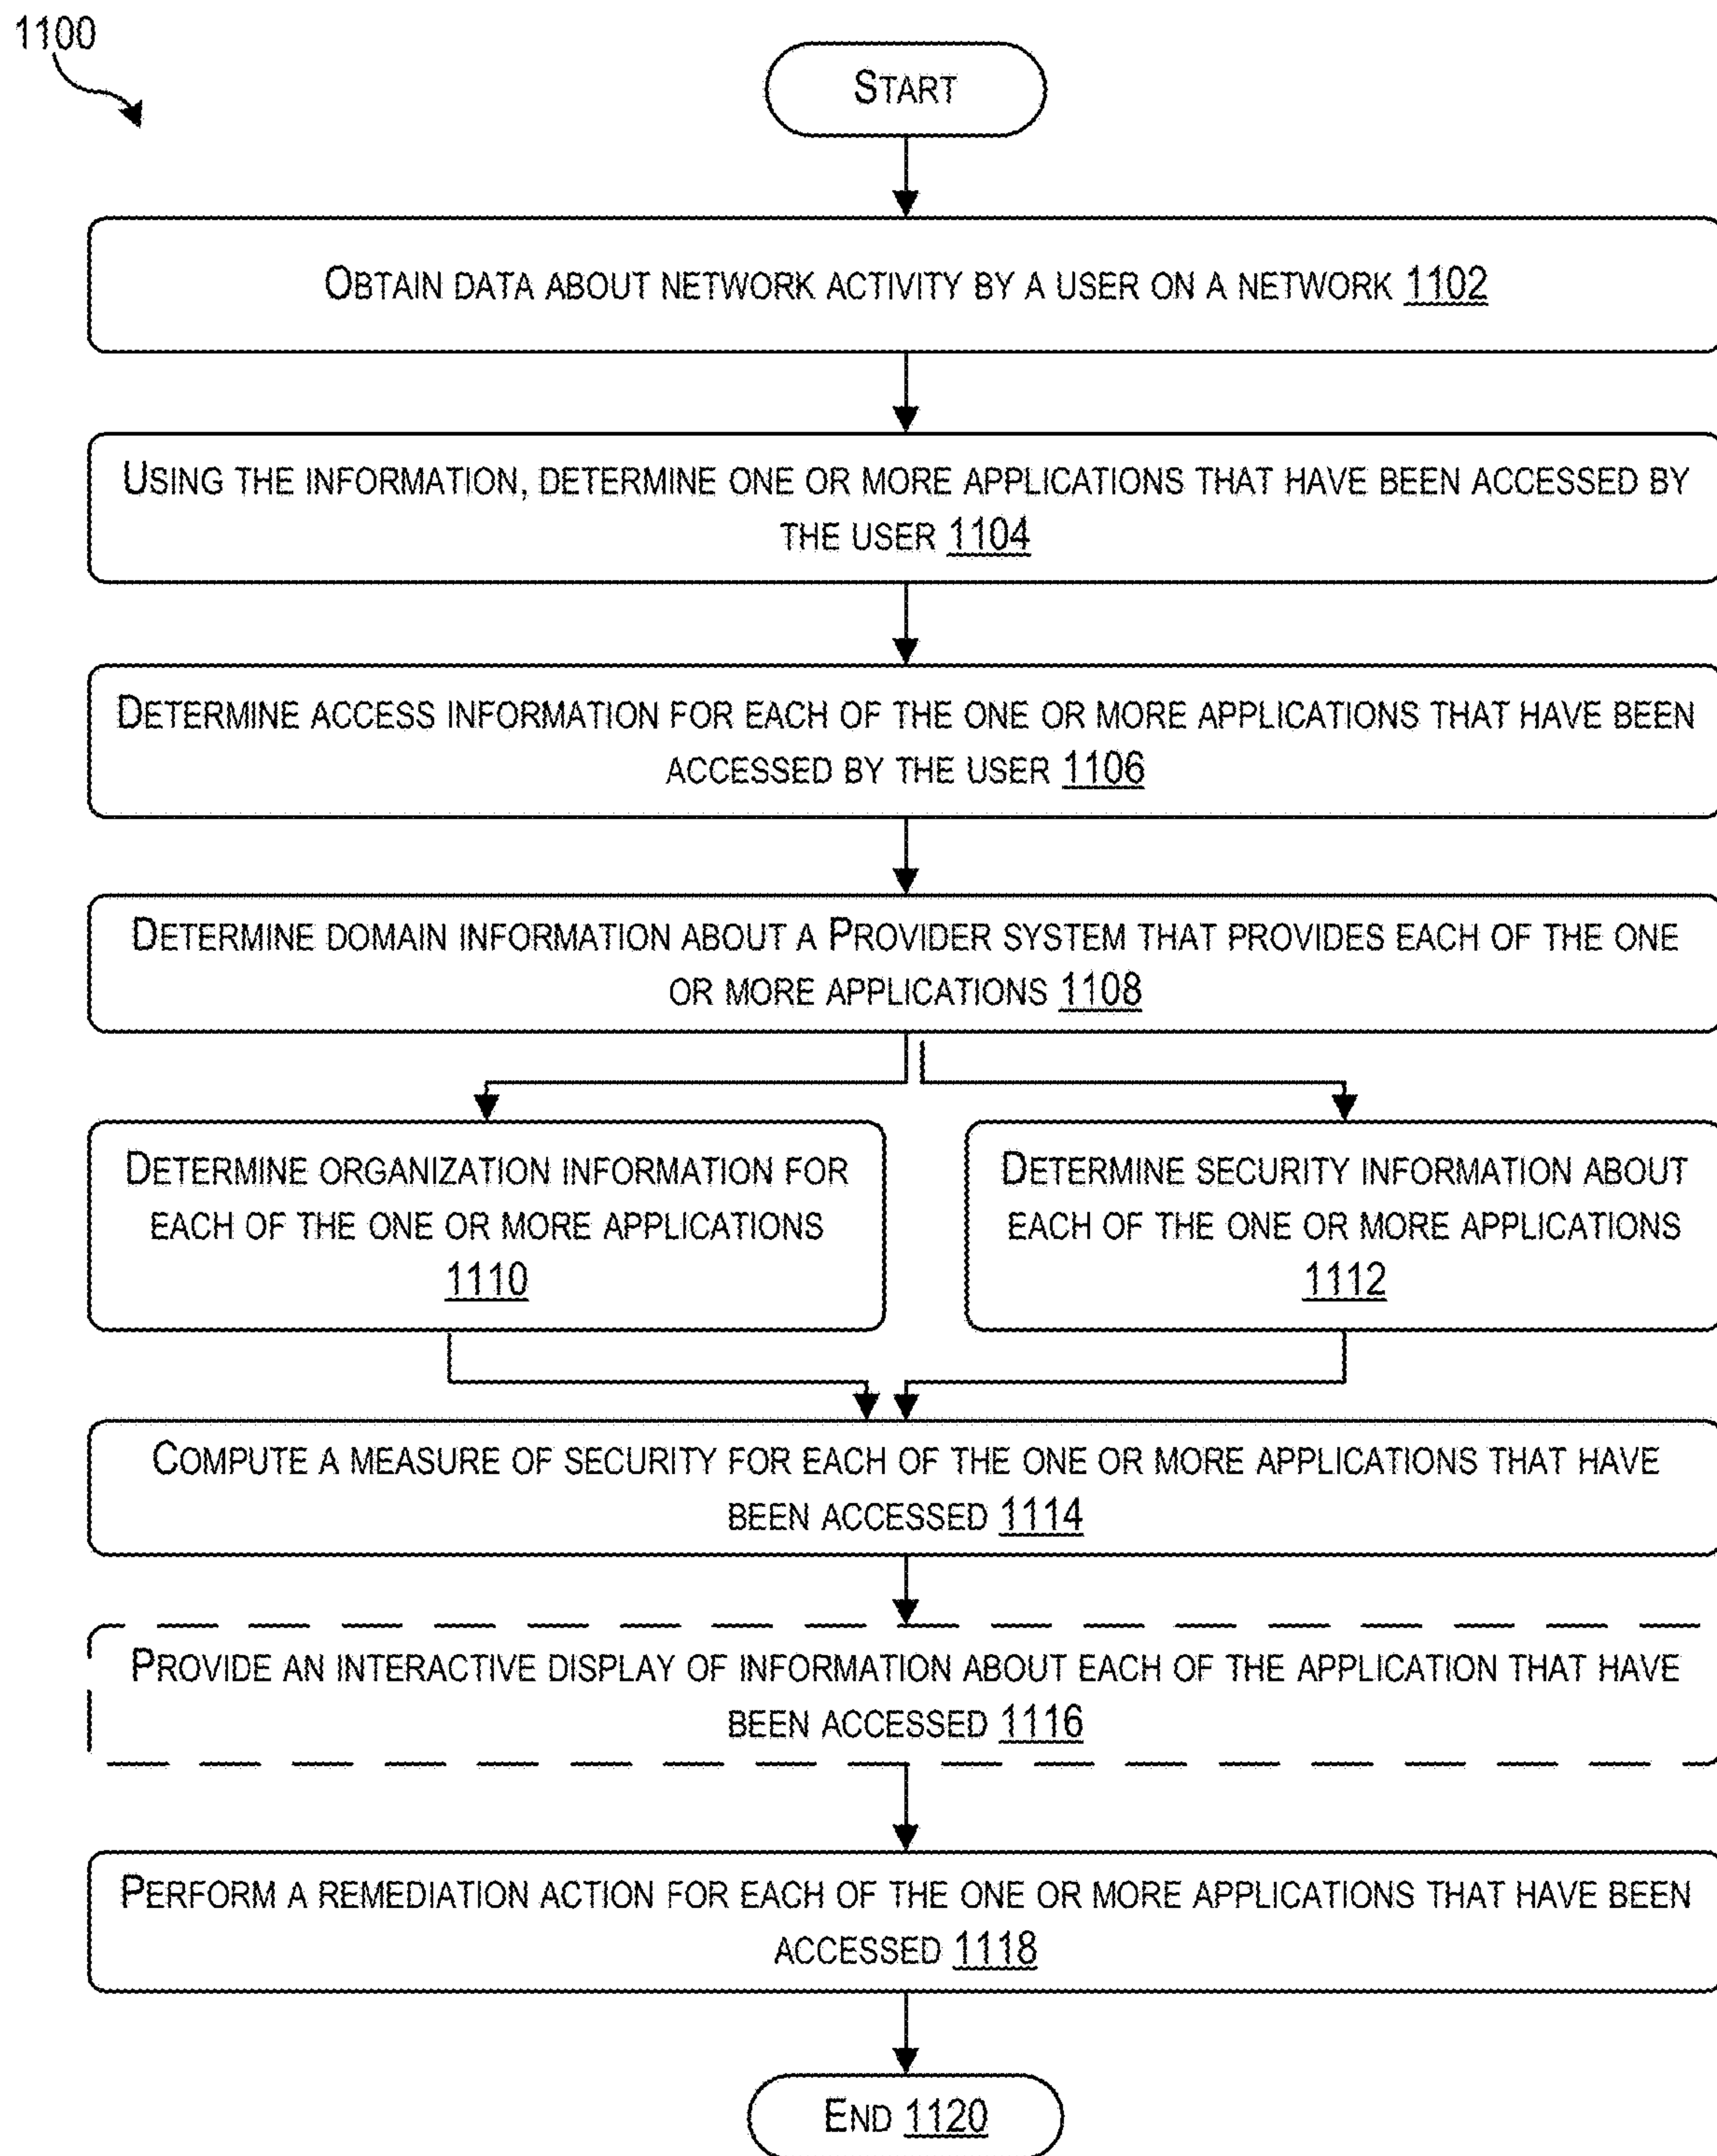 1100
START
OBTAIN DATA ABOUT NETWORK ACTIVITY BY A USER ON A NETWORK 1102
USING THE INFORMATION, DETERMINE ONE OR MORE APPLICATIONS THAT HAVE BEEN ACCESSED BY
THE USER 1104
DETERMINE ACCESS INFORMATION FOR EACH OF THE ONE OR MORE APPLICATIONS THAT HAVE BEEN
ACCESSED BY THE USER 1106
DETERMINE DOMAIN INFORMATION ABOUT A PROVIDER SYSTEM THAT PROVIDES EACH OF THE ONE
OR MORE APPLICATIONS 1108
DETERMINE ORGANIZATION INFORMATION FOR
EACH OF THE ONE OR MORE APPLICATIONS
1110
DETERMINE SECURITY INFORMATION ABOUT
EACH OF THE ONE OR MORE APPLICATIONS
1112
COMPUTE A MEASURE OF SECURITY FOR EACH OF THE ONE OR MORE APPLICATIONS THAT HAVE
BEEN ACCESSED 1114
PROVIDE AN INTERACTIVE DISPLAY OF INFORMATION ABOUT EACH OF THE APPLICATION THAT HAVE
BEEN ACCESSED 1116
PERFORM A REMEDIATION ACTION FOR EACH OF THE ONE OR MORE APPLICATIONS THAT HAVE BEEN
ACCESSED 1118
END 1120